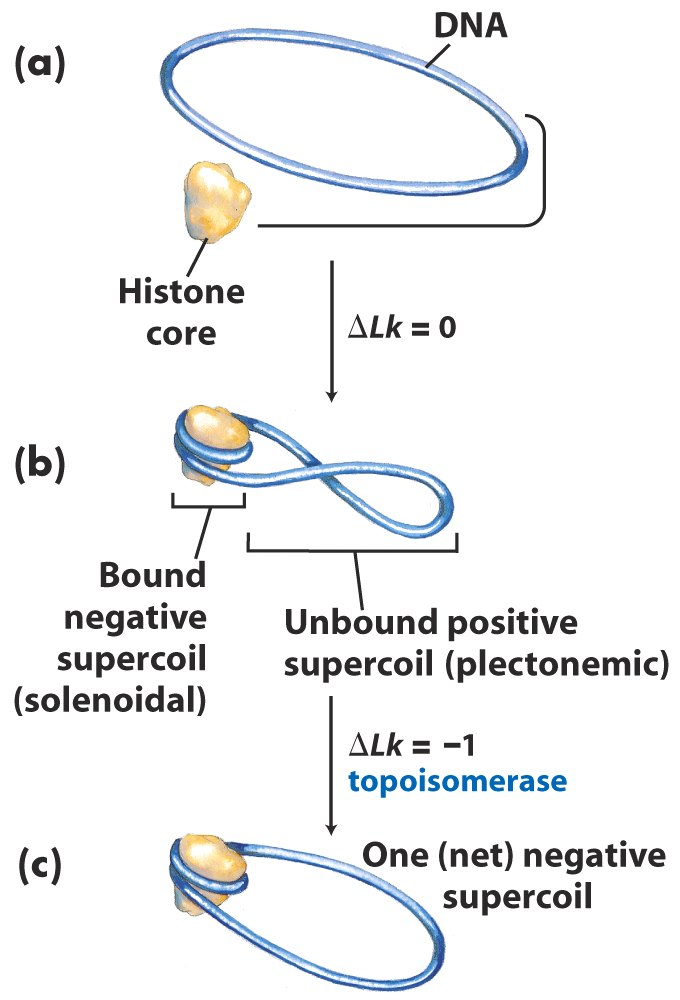 (a)
DNA
Histone
core
ΔLk = 0
(b)
Bound
negative
supercoil
(solenoidal)
Unbound positive
supercoil (plectonemic)
ΔLk = −1
topoisomerase
(c)
One (net) negative
supercoil